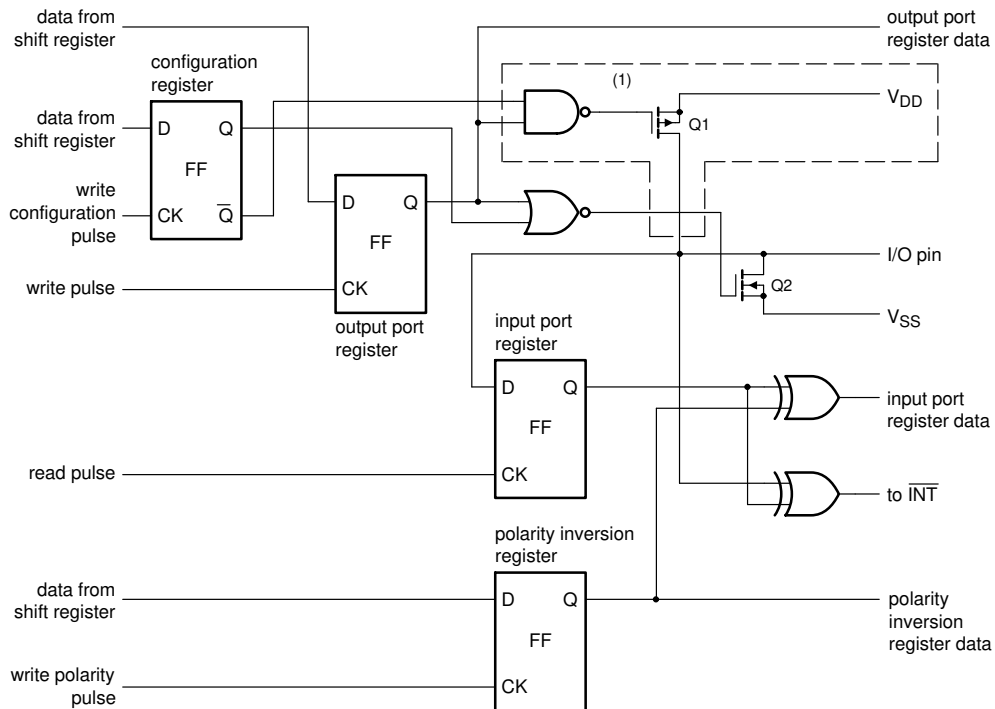 data from
shift register
output port
register data
configuration
register
(1)
V_DD
data from
shift register
D
Q
Q1
FF
write
configuration
pulse
CK
Q̅
D
Q
FF
I/O pin
Q2
write pulse
CK
V_SS
output port
register
input port
register
D
Q
input port
register data
FF
read pulse
CK
to I̅N̅T̅
polarity inversion
register
data from
shift register
D
Q
polarity
inversion
register data
FF
write polarity
pulse
CK